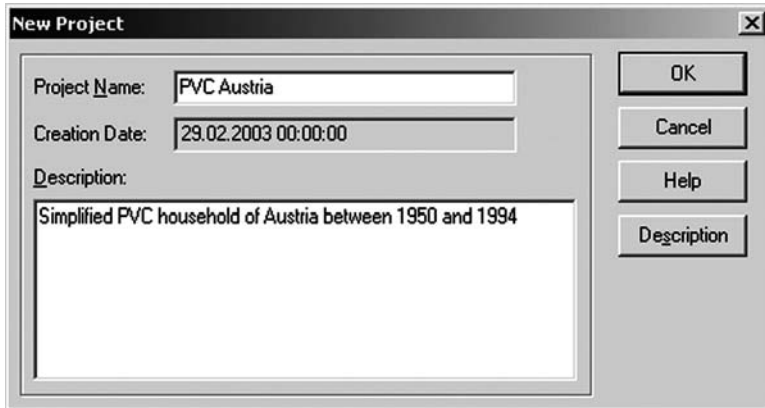 New Project
Project Name: PVC Austria
Creation Date: 29.02.2003 00:00:00
Description:
Simplified PVC household of Austria between 1950 and 1994
OK
Cancel
Help
Description